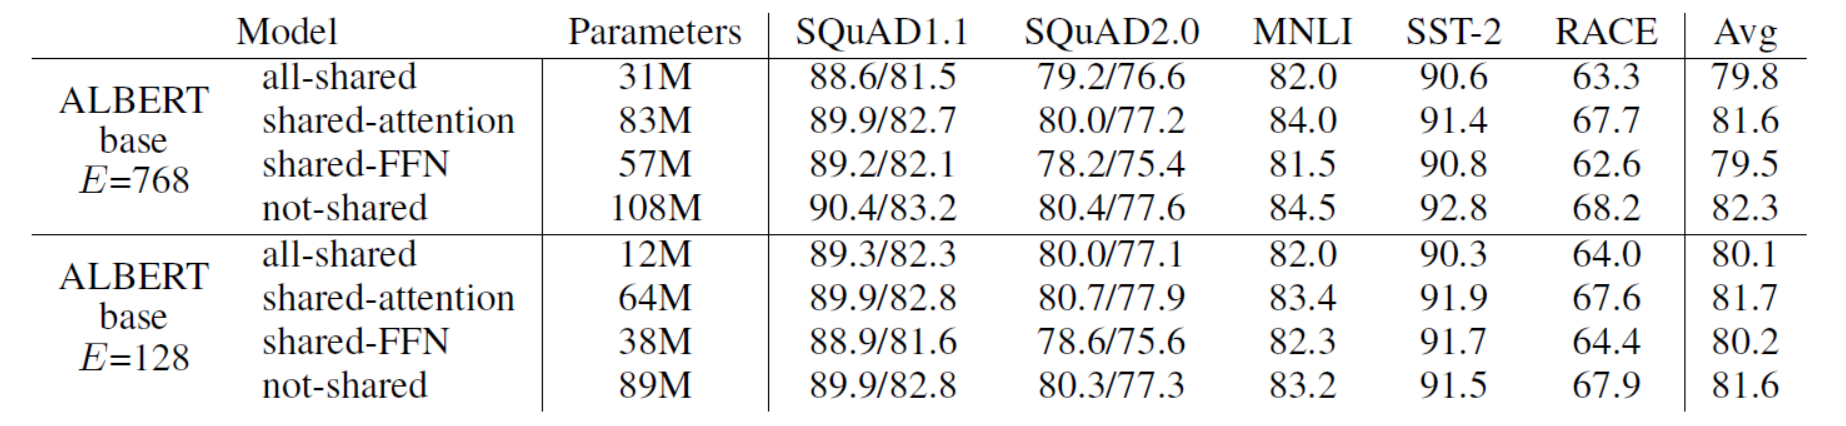 Model Parameters SQuAD1.1 SQuAD2.0 MNLI SST-2 RACE Avg
ALBERT base E=768
all-shared 31M 88.6/81.5 79.2/76.6 82.0 90.6 63.3 79.8
shared-attention 83M 89.9/82.7 80.0/77.2 84.0 91.4 67.7 81.6
shared-FFN 57M 89.2/82.1 78.2/75.4 81.5 90.8 62.6 79.5
not-shared 108M 90.4/83.2 80.4/77.6 84.5 92.8 68.2 82.3
ALBERT base E=128
all-shared 12M 89.3/82.3 80.0/77.1 82.0 90.3 64.0 80.1
shared-attention 64M 89.9/82.8 80.7/77.9 83.4 91.9 67.6 81.7
shared-FFN 38M 88.9/81.6 78.6/75.6 82.3 91.7 64.4 80.2
not-shared 89M 89.9/82.8 80.3/77.3 83.2 91.5 67.9 81.6